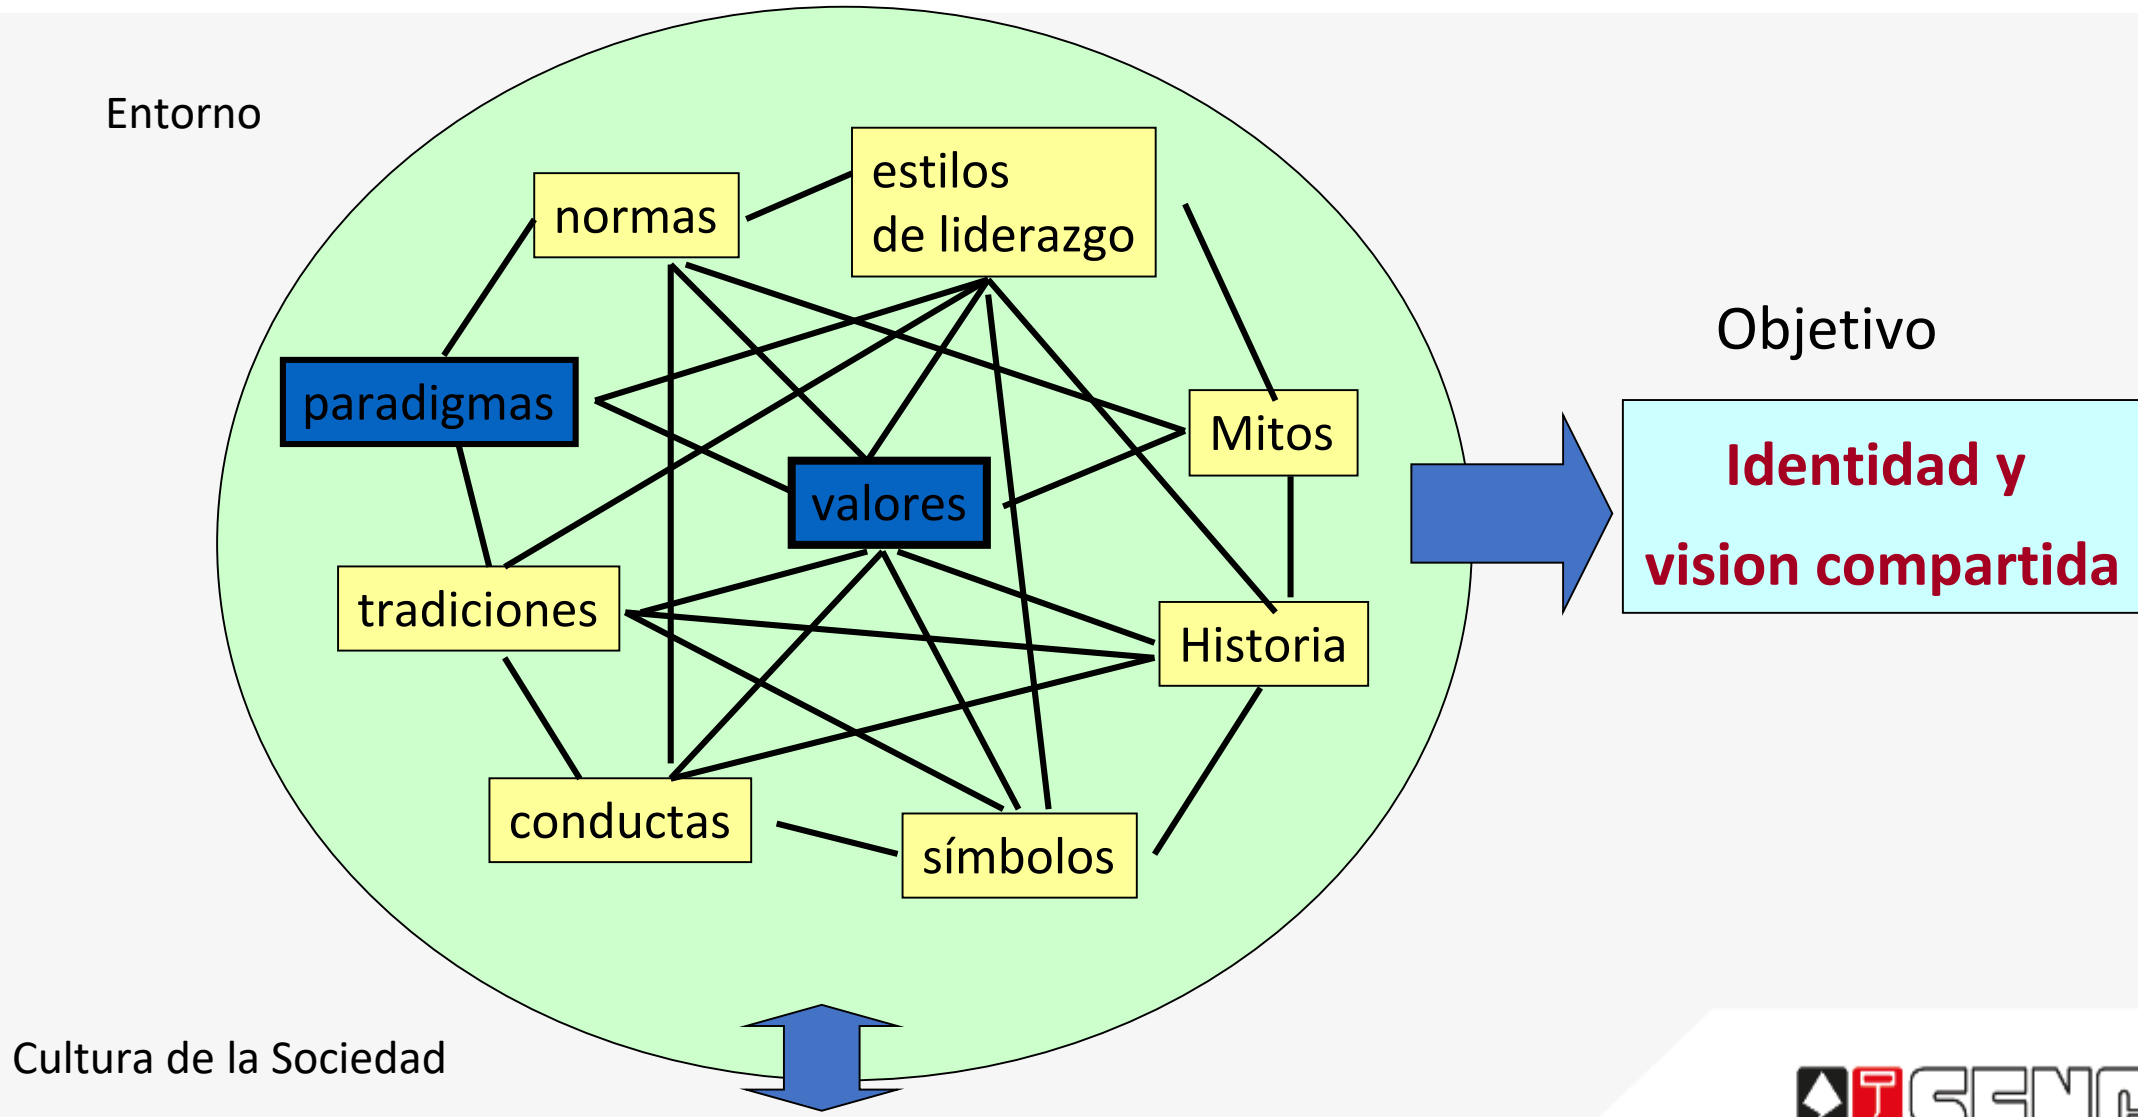 Entorno
estilos
de liderazgo
normas
Objetivo
paradigmas
Mitos
Identidad y
vision compartida
valores
tradiciones
Historia
conductas
símbolos
Cultura de la Sociedad